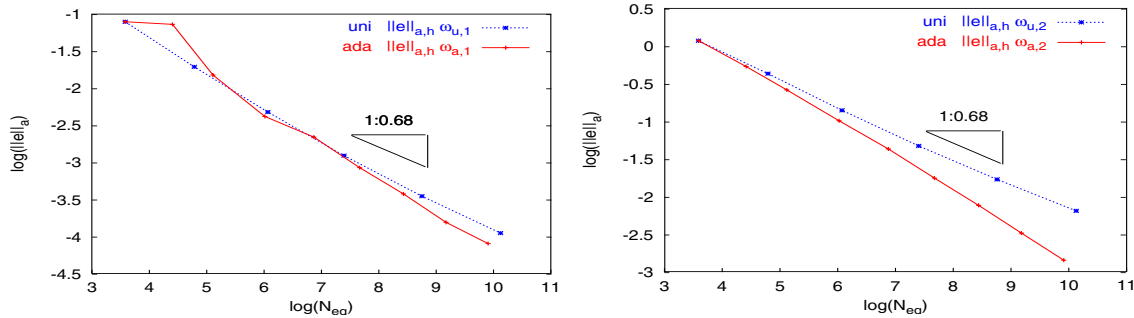 -0.5
-1
-1.5
-2
-2.5
-3
-3.5
-4
-4.5
log(||e||a)
uni ||e||a,h ωu,1
ada ||e||a,h ωa,1
1:0.68
3 4 5 6 7 8 9 10 11
log(Neq)
0.5
0
-0.5
-1
-1.5
-2
-2.5
-3
log(||e||a)
uni ||e||a,h ωu,2
ada ||e||a,h ωa,2
1:0.68
3 4 5 6 7 8 9 10 11
log(Neq)